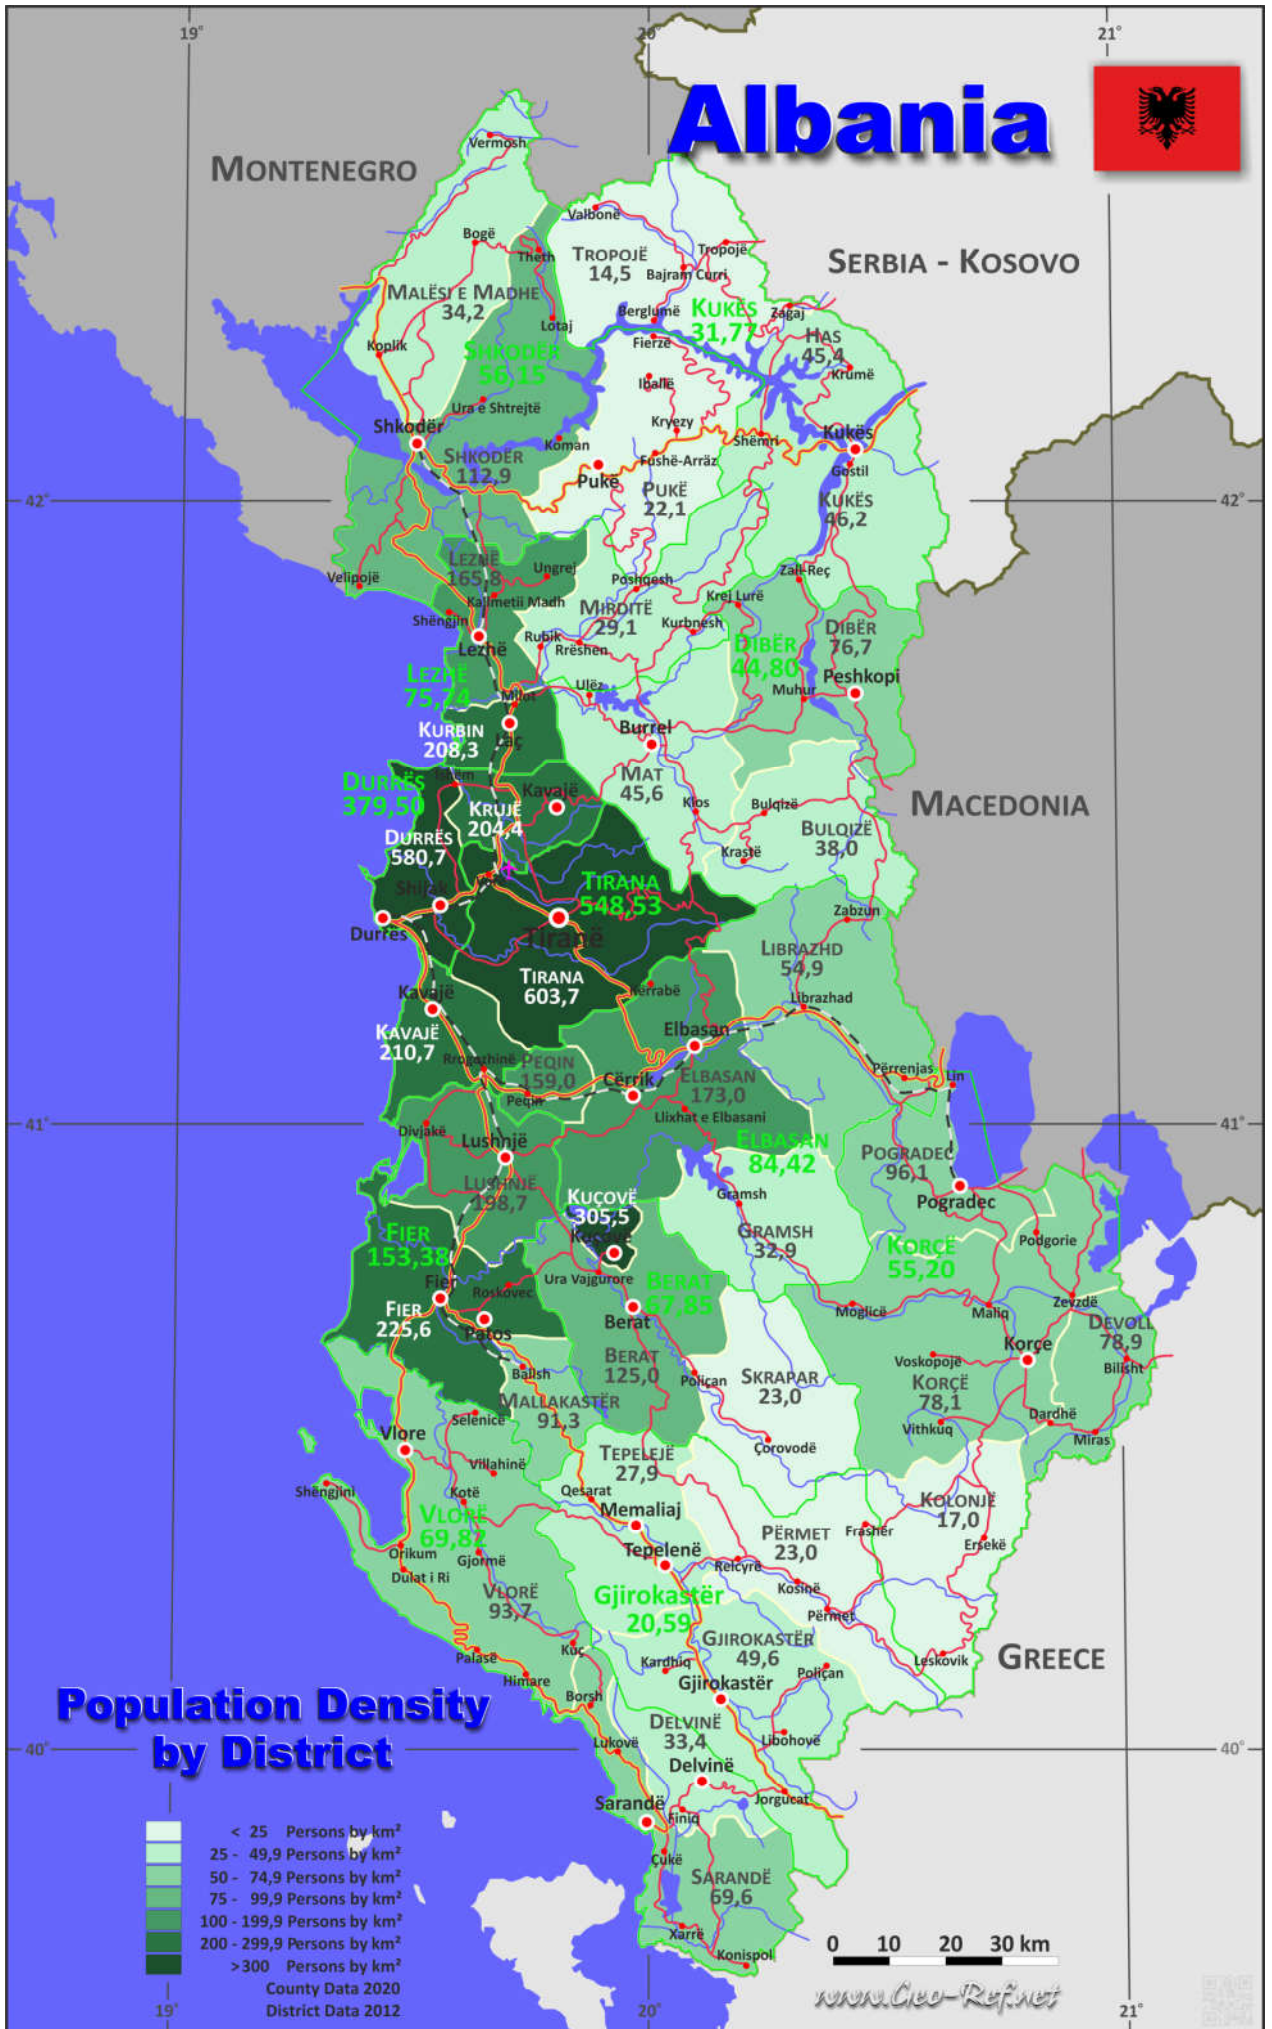 19°
20°
21°
Albania
MONTENEGRO
Vermosh
Valbonë
Bogë
Theth
TROPOJË
14,5
Tropojë
Bajram Curri
SERBIA - KOSOVO
MALËSI E MADHE
34,2
Berglumë
KUKËS
31,77
Zagaj
Lotaj
Fierzë
HAS
45,4
Koplik
SHKODËR
56,15
Iballë
Krumë
Ura e Shtrejtë
Shkodër
Kryezy
Shëmri
Kukës
Koman
SHKODËR
112,9
Fushë-Arräz
Gostil
Pukë
PUKË
22,1
KUKËS
46,2
42°
42°
LEZHË
165,8
Ungrej
Velipojë
Poshqesh
Zall-Reç
Kallmetii Madh
Krej Lurë
MIRDITË
29,1
Shëngjin
Kurbnesh
DIBËR
44,80
DIBËR
76,7
Lezhë
Rubik
Rrëshen
LEZHË
75,74
Peshkopi
Milot
Ulëz
Muhur
KURBIN
208,3
Laç
Burrel
Ishëm
MAT
45,6
DURRËS
379,50
Kavajë
KRUJË
204,4
Klos
Bulqizë
MACEDONIA
DURRËS
580,7
BULQIZË
38,0
Krastë
Shijak
TIRANA
548,53
Zabzun
Durrës
Tiranë
LIBRAZHD
54,9
TIRANA
603,7
Kërrabë
Kavajë
Librazhad
KAVAJË
210,7
Elbasan
Rrogozhinë
PEQIN
159,0
Cërrik
ELBASAN
173,0
Përrenjas
Lin
Peqin
Llixhat e Elbasani
41°
41°
Divjakë
Lushnjë
ELBASAN
84,42
POGRADEC
96,1
LUSHNJË
198,7
KUÇOVË
305,5
Gramsh
Pogradec
FIER
153,38
Kuçovë
GRAMSH
32,9
KORÇË
55,20
Podgorie
Fier
Ura Vajgurore
BERAT
67,85
Roskovec
Moglicë
Maliq
Zevzdë
FIER
225,6
Patos
Berat
DEVOLL
78,9
Korçe
BERAT
125,0
Voskopojë
Bilisht
Ballsh
Poliçan
SKRAPAR
23,0
KORÇË
78,1
MALLAKASTËR
91,3
Selenicë
Vithkuq
Dardhë
Miras
Vlore
TEPELEJË
27,9
Çorovodë
Villahinë
Shëngjini
Kotë
Qesarat
KOLONJË
17,0
VLORË
69,82
Memaliaj
PËRMET
23,0
Frashër
Ersekë
Orikum
Gjormë
Tepelenë
Relcyrë
Dulat i Ri
Kosinë
VLORË
93,7
Gjirokastër
20,59
Përmet
GJIROKASTËR
49,6
Palasë
Kuç
Kardhiq
Poliçan
Leskovik
GREECE
Himare
Gjirokastër
Borsh
DELVINË
33,4
Libohovë
Lukovë
Population Density
by District
40°
40°
Delvinë
Jorgucat
Sarandë
Finiq
Çukë
SARANDË
69,6
Xarrë
Konispol
< 25 Persons by km²
25 - 49,9 Persons by km²
50 - 74,9 Persons by km²
75 - 99,9 Persons by km²
100 - 199,9 Persons by km²
200 - 299,9 Persons by km²
>300 Persons by km²
County Data 2020
District Data 2012
0 10 20 30 km
www.Geo-Ref.net
19°
20°
21°